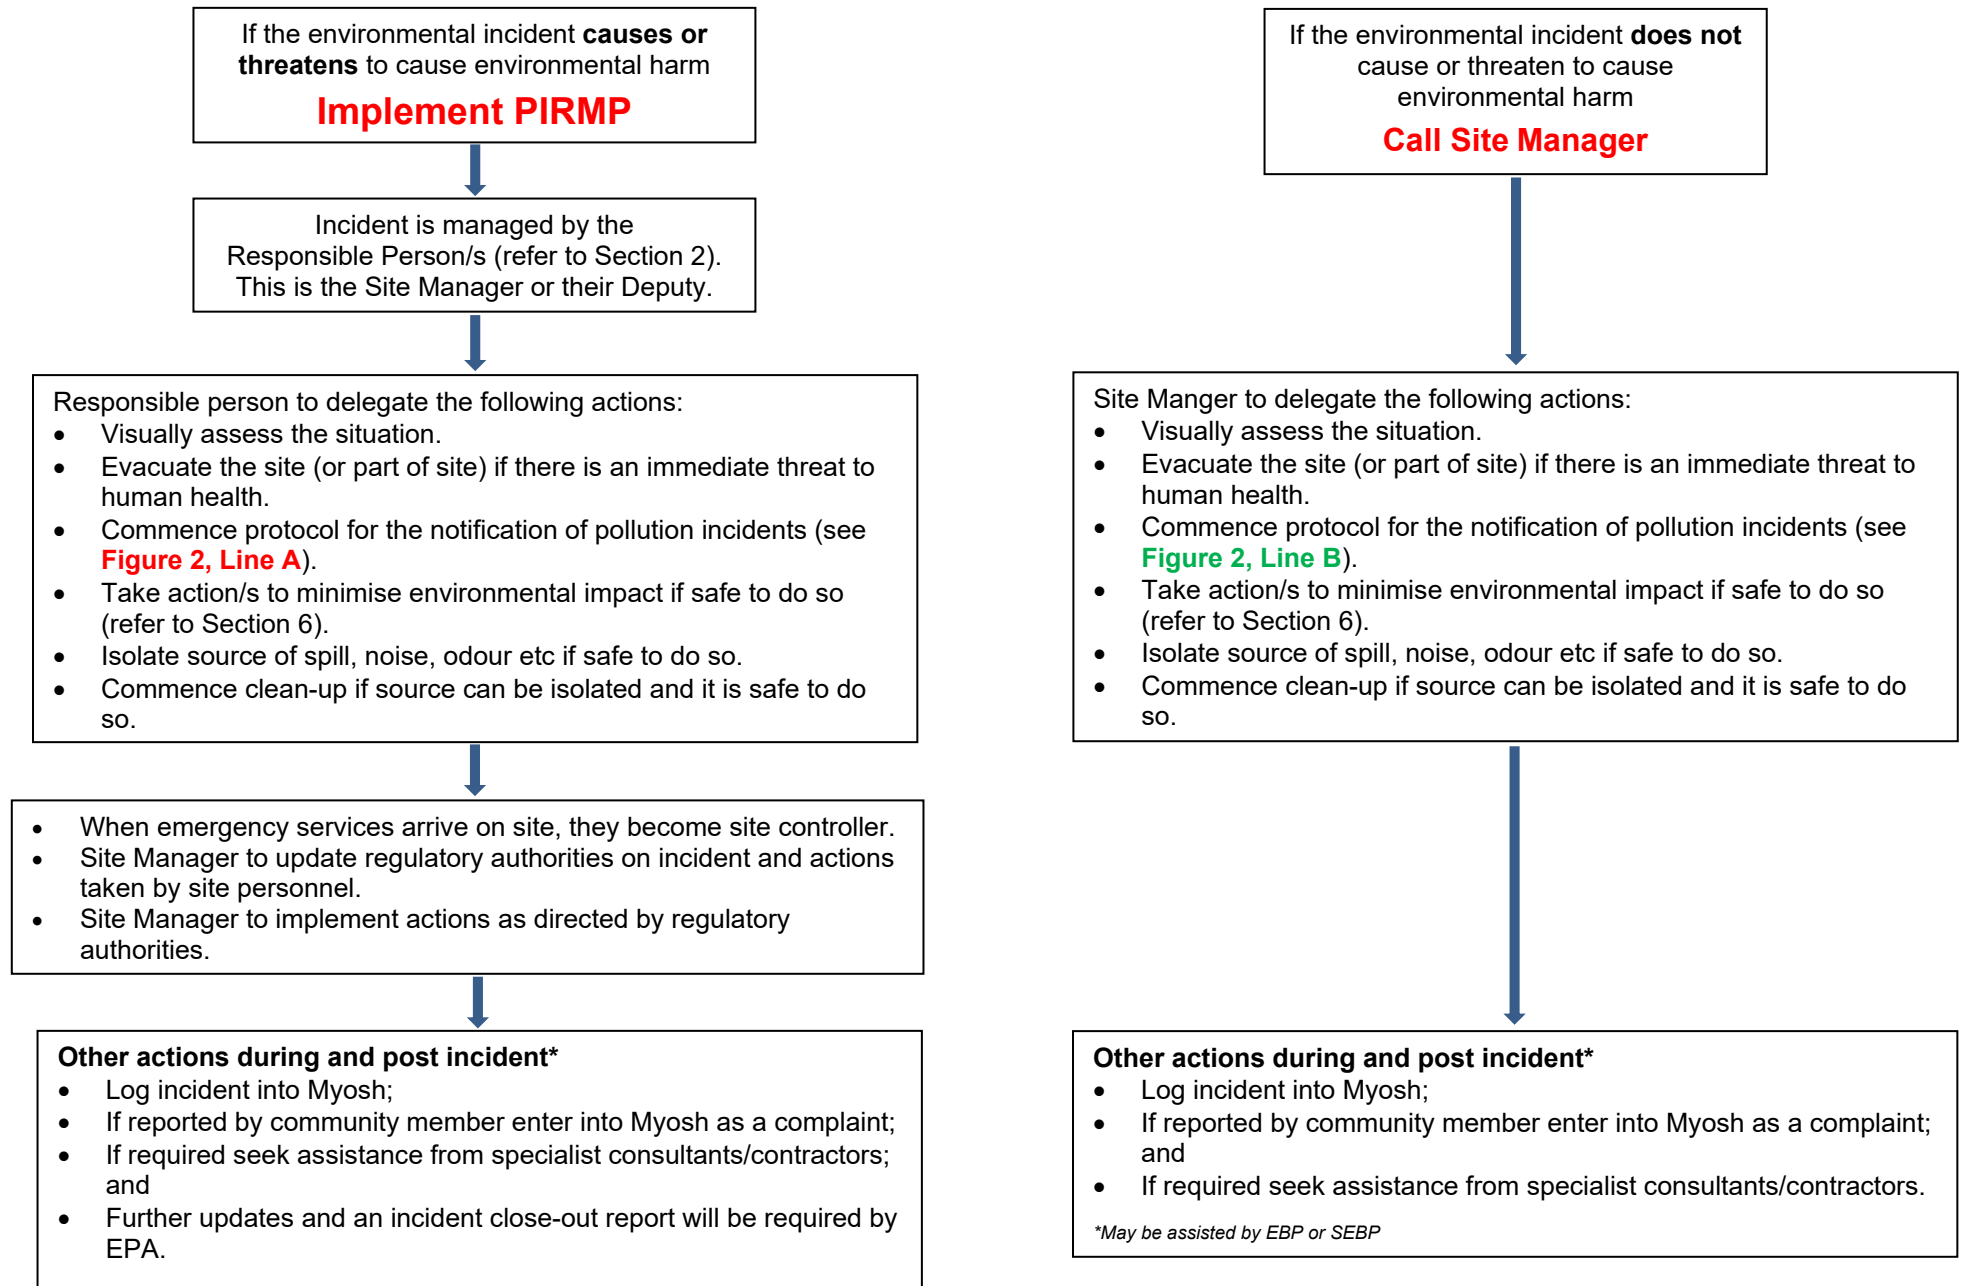 If the environmental incident causes or
threatens to cause environmental harm
Implement PIRMP
Incident is managed by the
Responsible Person/s (refer to Section 2).
This is the Site Manager or their Deputy.
Responsible person to delegate the following actions:
• Visually assess the situation.
• Evacuate the site (or part of site) if there is an immediate threat to
human health.
• Commence protocol for the notification of pollution incidents (see
Figure 2, Line A).
• Take action/s to minimise environmental impact if safe to do so
(refer to Section 6).
• Isolate source of spill, noise, odour etc if safe to do so.
• Commence clean-up if source can be isolated and it is safe to do
so.
• When emergency services arrive on site, they become site controller.
• Site Manager to update regulatory authorities on incident and actions
taken by site personnel.
• Site Manager to implement actions as directed by regulatory
authorities.
Other actions during and post incident*
• Log incident into Myosh;
• If reported by community member enter into Myosh as a complaint;
• If required seek assistance from specialist consultants/contractors;
and
• Further updates and an incident close-out report will be required by
EPA.
If the environmental incident does not
cause or threaten to cause
environmental harm
Call Site Manager
Site Manger to delegate the following actions:
• Visually assess the situation.
• Evacuate the site (or part of site) if there is an immediate threat to
human health.
• Commence protocol for the notification of pollution incidents (see
Figure 2, Line B).
• Take action/s to minimise environmental impact if safe to do so
(refer to Section 6).
• Isolate source of spill, noise, odour etc if safe to do so.
• Commence clean-up if source can be isolated and it is safe to do
so.
Other actions during and post incident*
• Log incident into Myosh;
• If reported by community member enter into Myosh as a complaint;
and
• If required seek assistance from specialist consultants/contractors.
*May be assisted by EBP or SEBP